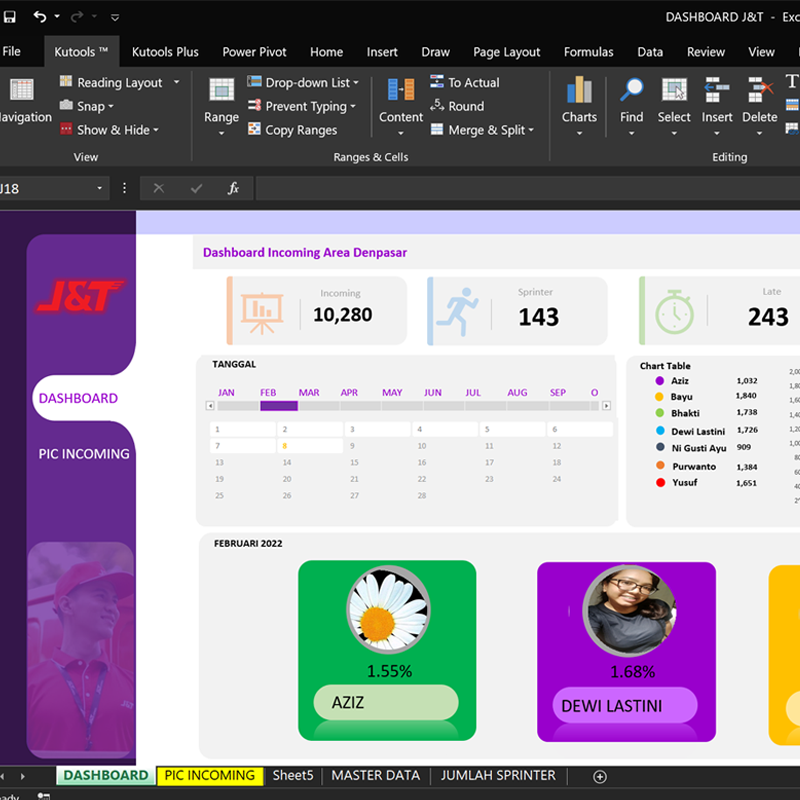 DASHBOARD J&T - Exc
File Kutools ™ Kutools Plus Power Pivot Home Insert Draw Page Layout Formulas Data Review View
Navigation
Reading Layout
Snap
Show & Hide
View
Range
Drop-down List
Prevent Typing
Copy Ranges
Content
To Actual
Round
Merge & Split
Ranges & Cells
Charts
Find Select Insert Delete
Editing
J18
fx
J&T
DASHBOARD
PIC INCOMING
Dashboard Incoming Area Denpasar
Incoming
10,280
Sprinter
143
Late
243
TANGGAL
JAN FEB MAR APR MAY JUN JUL AUG SEP O
1 2 3 4 5 6
7 8 9 10 11 12
13 14 15 16 17 18
19 20 21 22 23 24
25 26 27 28
Chart Table
Aziz 1,032
Bayu 1,840
Bhakti 1,738
Dewi Lastini 1,726
Ni Gusti Ayu 909
Purwanto 1,384
Yusuf 1,651
FEBRUARI 2022
1.55%
AZIZ
1.68%
DEWI LASTINI
DASHBOARD PIC INCOMING Sheet5 MASTER DATA JUMLAH SPRINTER